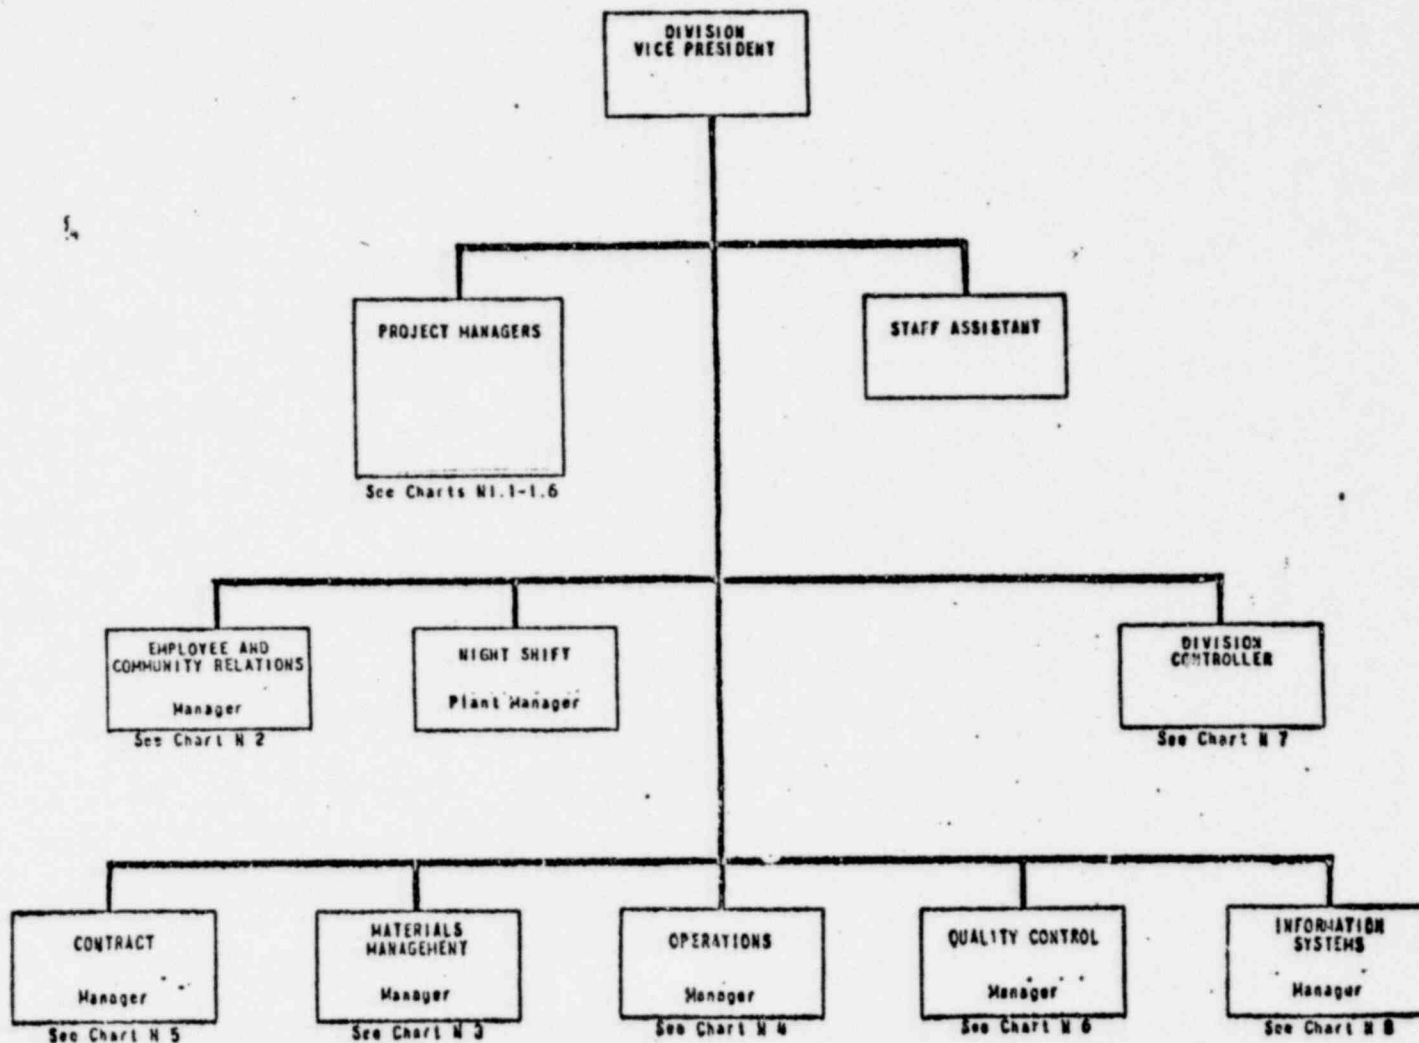 DIVISION
VICE PRESIDENT
PROJECT MANAGERS
See Charts N1.1-1.6
STAFF ASSISTANT
EMPLOYEE AND
COMMUNITY RELATIONS
Manager
See Chart N 2
NIGHT SHIFT
Plant Manager
DIVISION
CONTROLLER
See Chart N 7
CONTRACT
Manager
See Chart N 5
MATERIALS
MANAGEMENT
Manager
See Chart N 3
OPERATIONS
Manager
See Chart N 4
QUALITY CONTROL
Manager
See Chart N 6
INFORMATION
SYSTEMS
Manager
See Chart N 8